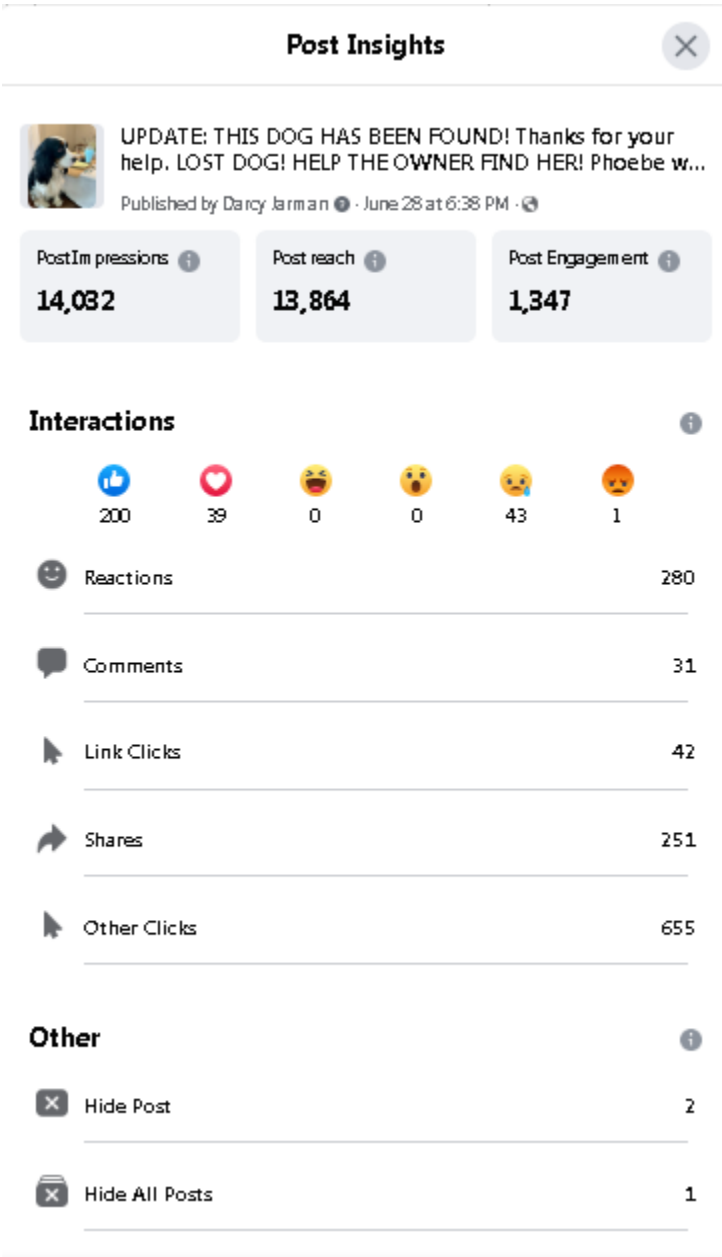 Post Insights
UPDATE: THIS DOG HAS BEEN FOUND! Thanks for your
help. LOST DOG! HELP THE OWNER FIND HER! Phoebe w...
Published by Darcy Jarman · June 28 at 6:38 PM ·
Post Impressions
14,032
Post reach
13,864
Post Engagement
1,347
Interactions
200 39 0 0 43 1
Reactions 280
Comments 31
Link Clicks 42
Shares 251
Other Clicks 655
Other
Hide Post 2
Hide All Posts 1